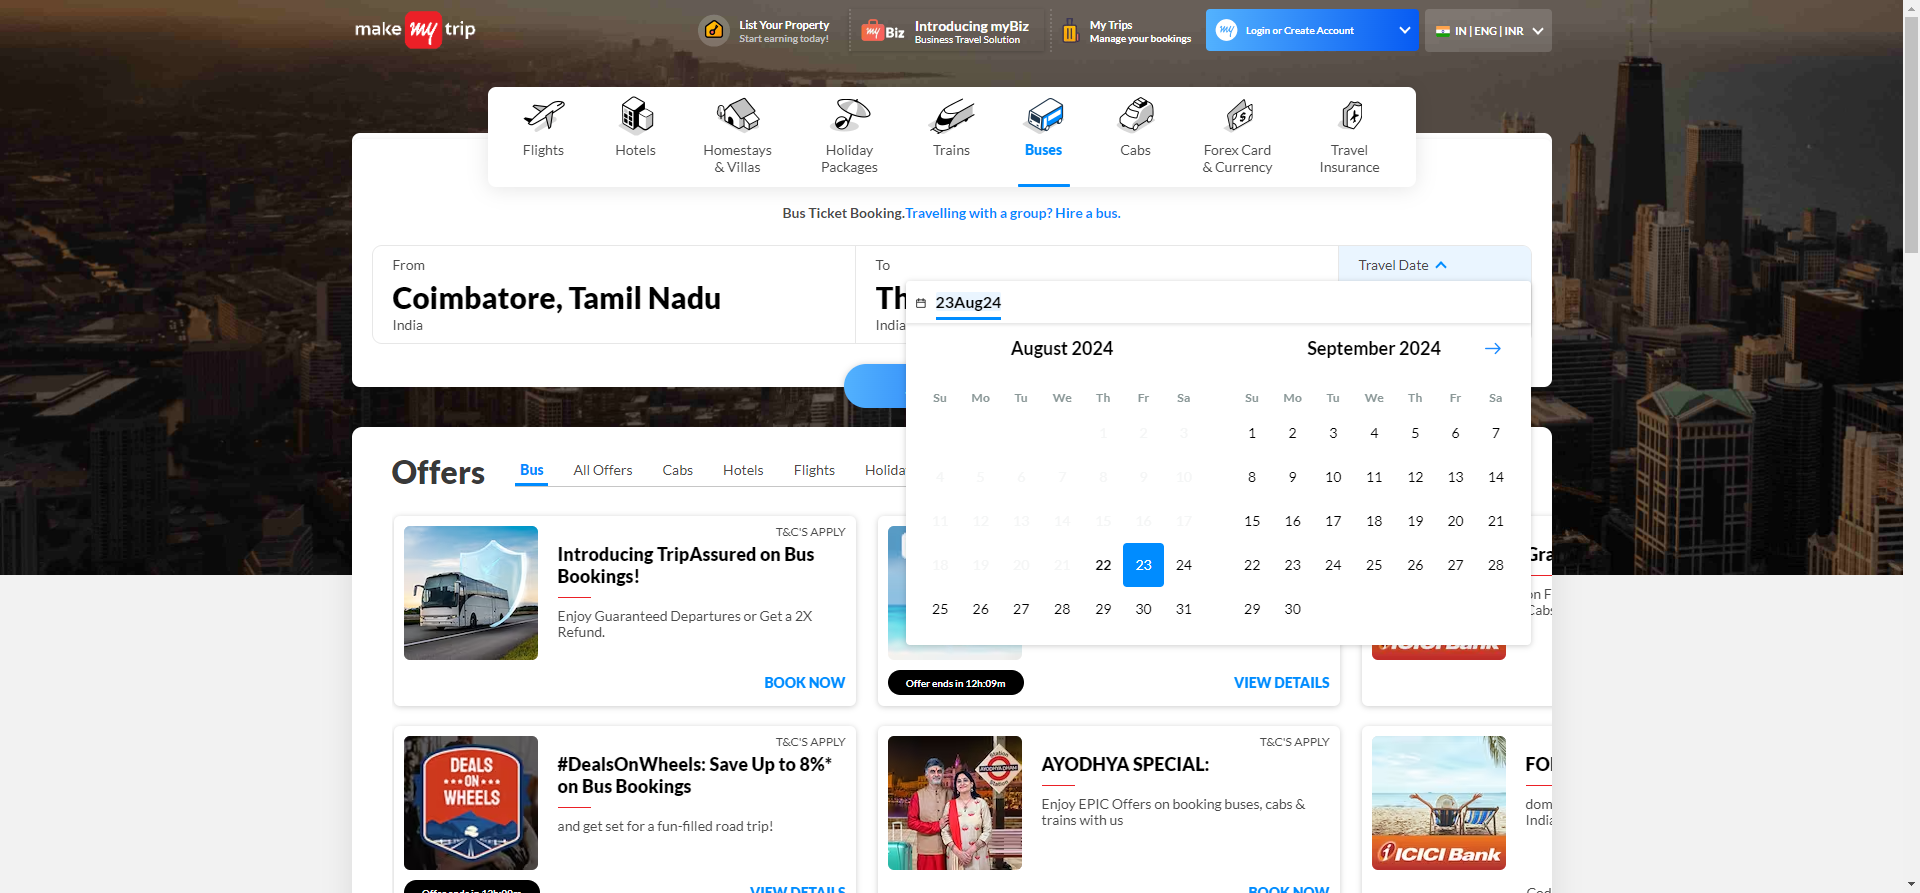 make my trip
List Your Property
Start earning today!
my Biz
Introducing myBiz
Business Travel Solution
My Trips
Manage your bookings
my
Login or Create Account
IN | ENG | INR
Flights
Hotels
Homestays
& Villas
Holiday
Packages
Trains
Buses
Cabs
Forex Card
& Currency
Travel
Insurance
Bus Ticket Booking.Travelling with a group? Hire a bus.
From
Coimbatore, Tamil Nadu
India
To
Th
India
Travel Date
23Aug24
August 2024
Su Mo Tu We Th Fr Sa
1 2 3
4 5 6 7 8 9 10
11 12 13 14 15 16 17
18 19 20 21 22 23 24
25 26 27 28 29 30 31
September 2024
Su Mo Tu We Th Fr Sa
1 2 3 4 5 6 7
8 9 10 11 12 13 14
15 16 17 18 19 20 21
22 23 24 25 26 27 28
29 30
Offers
Bus All Offers Cabs Hotels Flights Holida
T&C'S APPLY
Introducing TripAssured on Bus
Bookings!
Enjoy Guaranteed Departures or Get a 2X
Refund.
BOOK NOW
Offer ends in 12h:09m
VIEW DETAILS
Gra
on F
Cabs
ICICI Bank
DEALS
ON
WHEELS
T&C'S APPLY
#DealsOnWheels: Save Up to 8%*
on Bus Bookings
and get set for a fun-filled road trip!
Offer ends in 12h:09m
VIEW DETAILS
Station
AYODHYA DHAM
Station
T&C'S APPLY
AYODHYA SPECIAL:
Enjoy EPIC Offers on booking buses, cabs &
trains with us
BOOK NOW
ICICI Bank
FO
dom
India
Cod